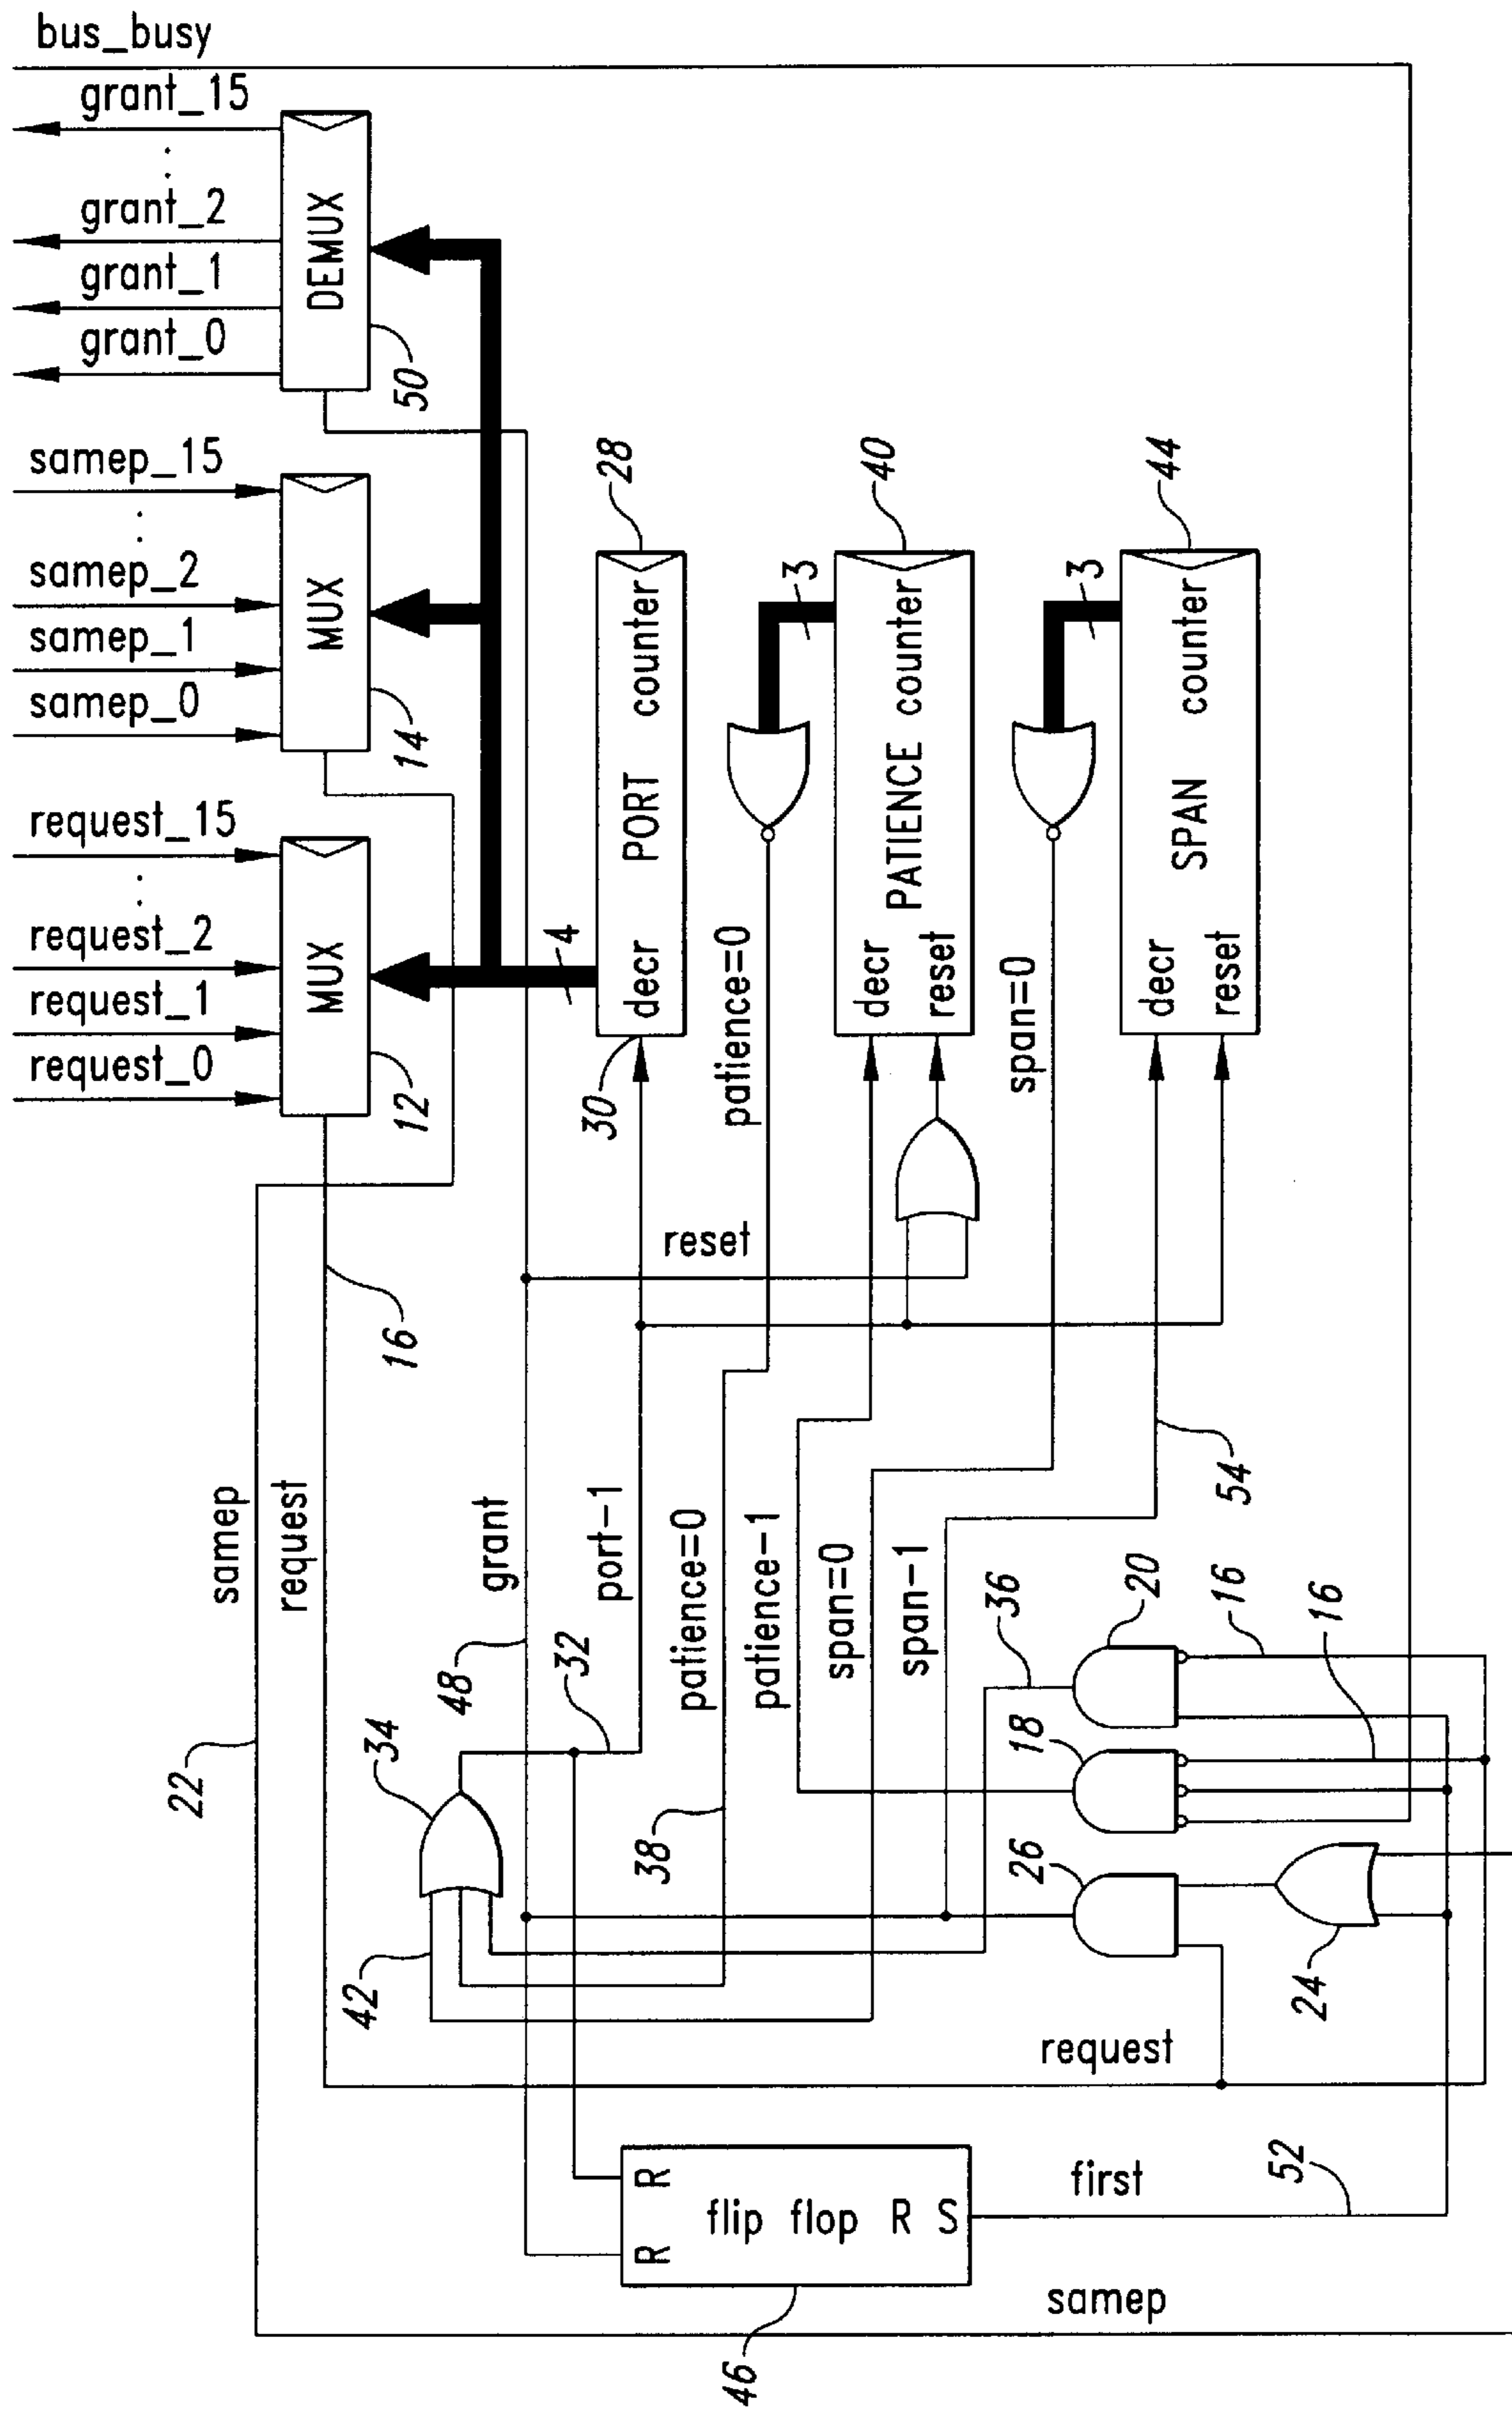 bus_busy
grant_15
grant_2
grant_1
grant_0
DEMUX
50
samep_15
samep_2
samep_1
samep_0
MUX
14
request_15
request_2
request_1
request_0
MUX
12
16
samep
request
22
28
PORT counter
decr
30
4
40
3
PATIENCE counter
decr
reset
patience=0
44
3
SPAN counter
decr
reset
span=0
reset
grant
48
port-1
32
34
patience=0
38
patience-1
span=0
span-1
54
36
20
16
16
18
26
24
42
request
R
R
flip flop R S
46
first
52
samep